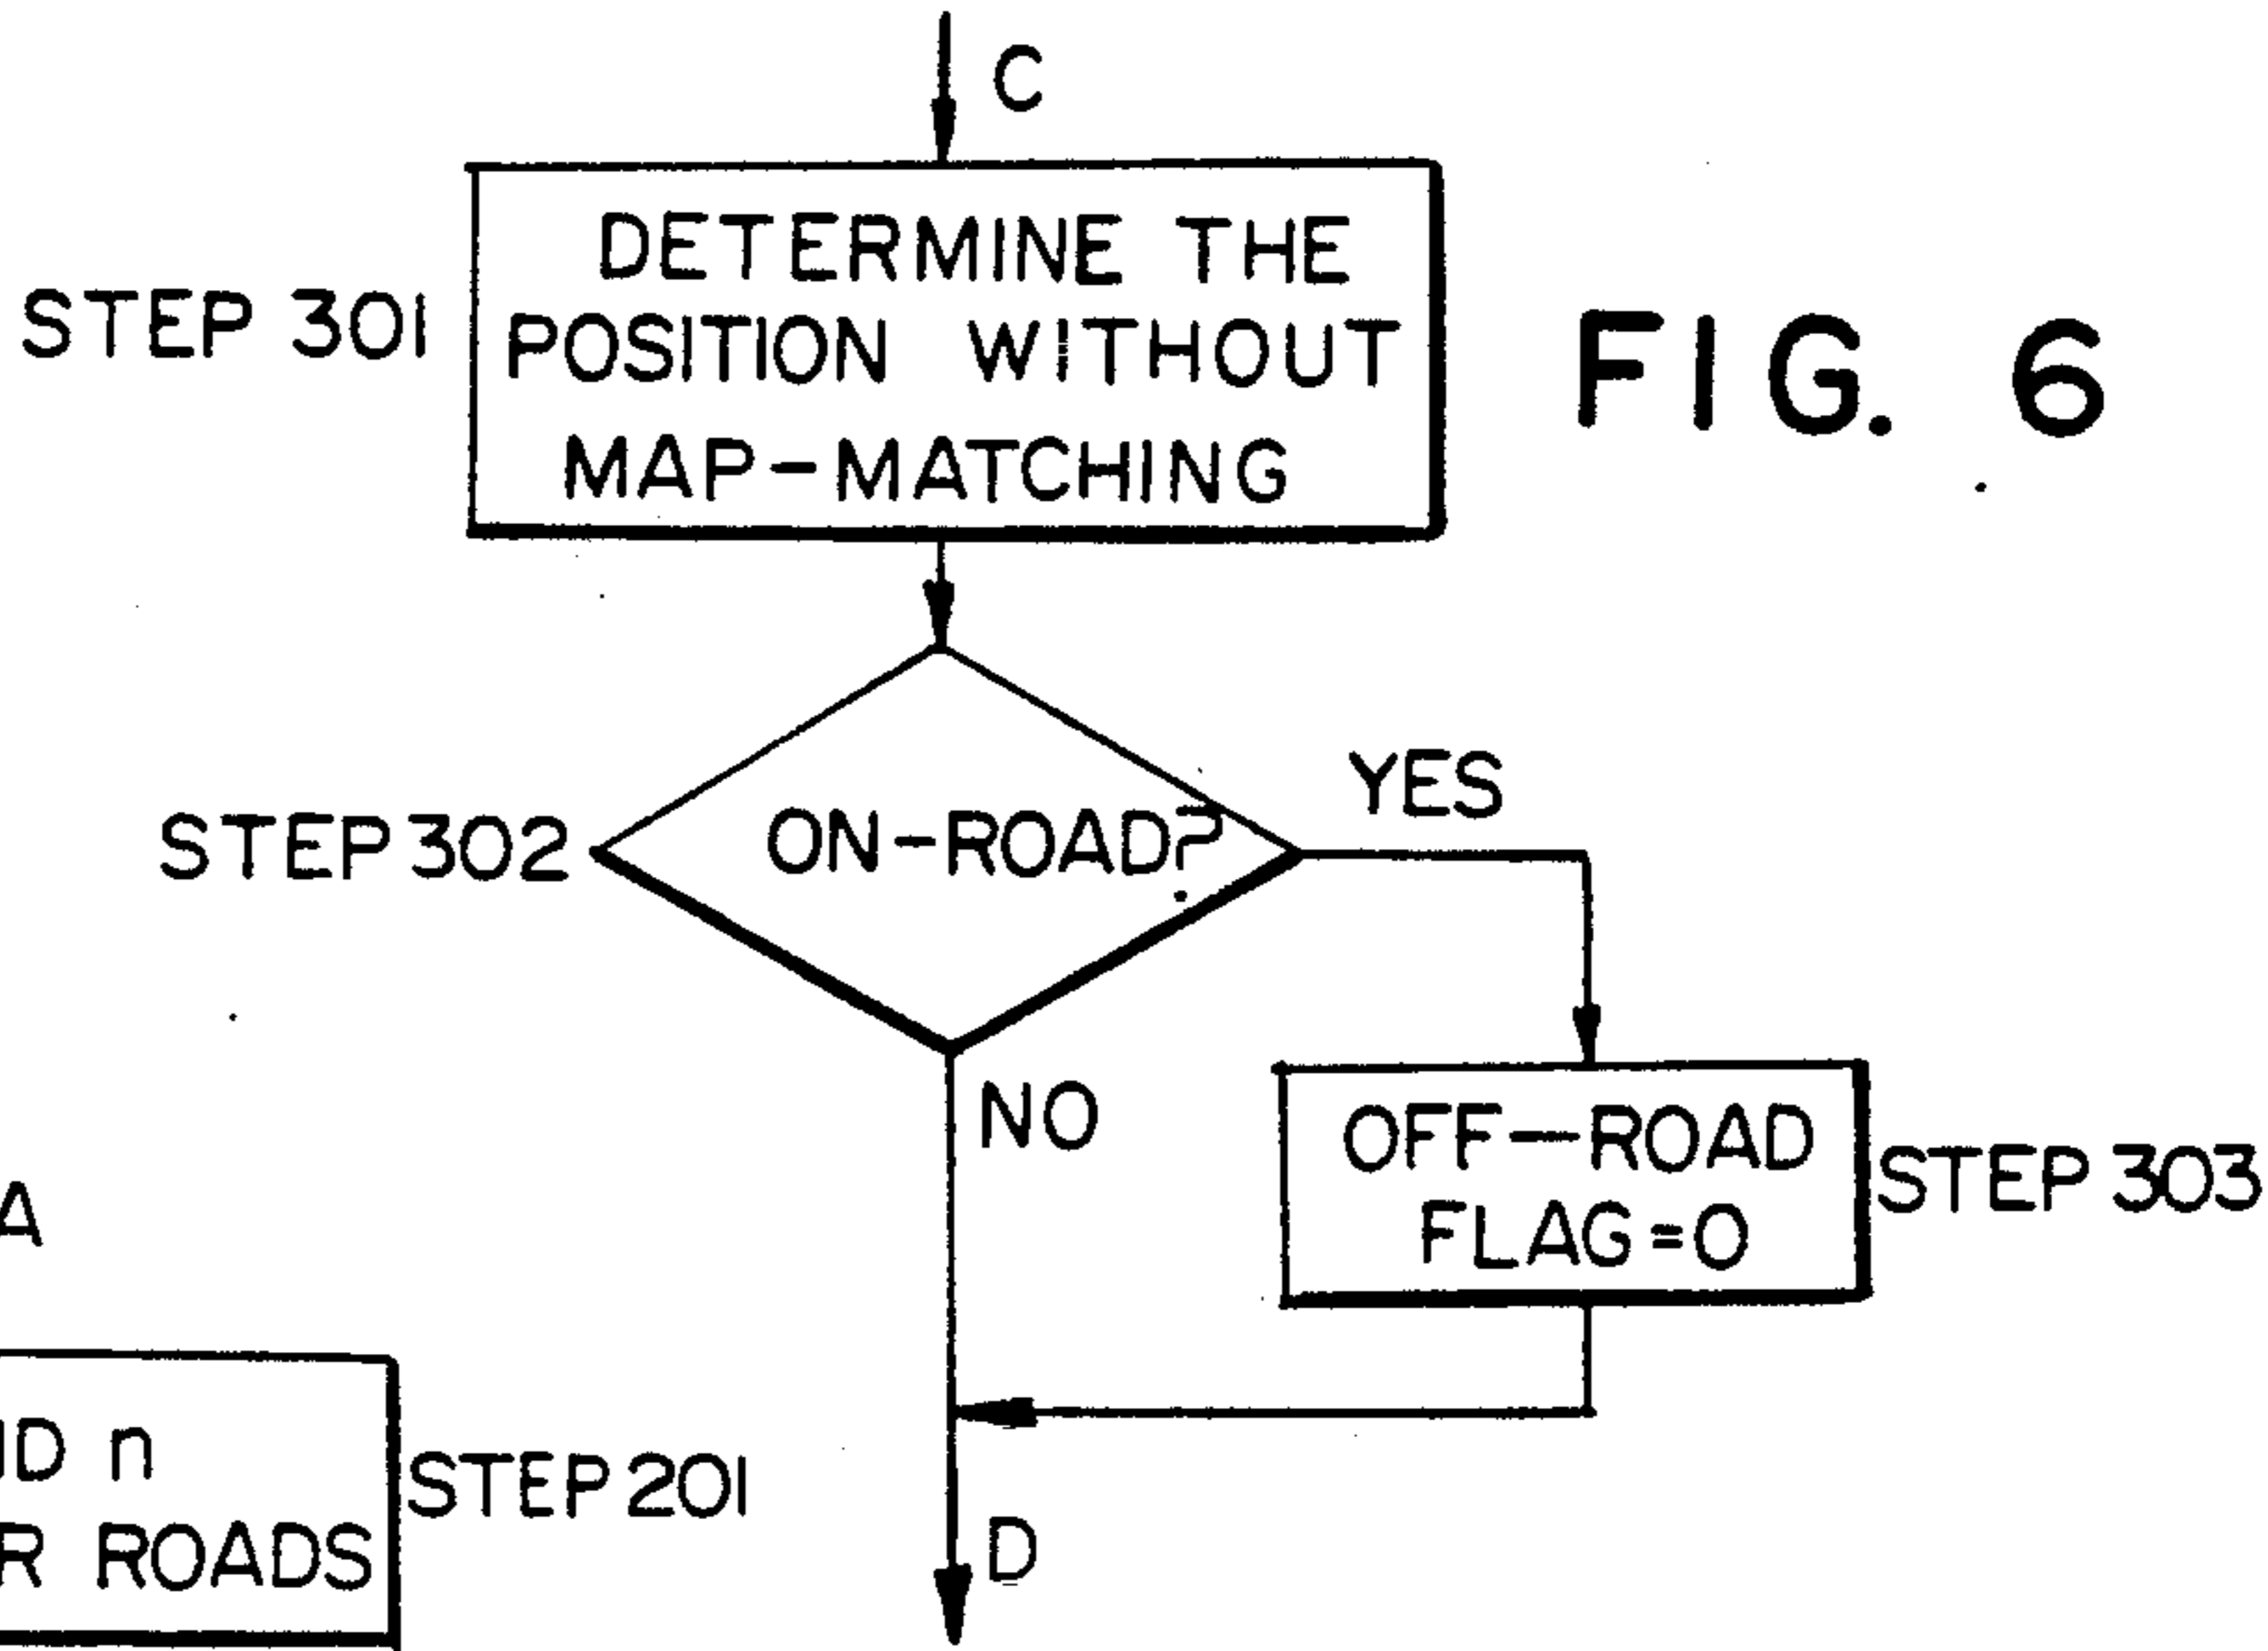 C
DETERMINE THE
POSITION WITHOUT
MAP-MATCHING
STEP 301
FIG. 6
ON-ROAD?
STEP 302
YES
NO
OFF-ROAD
FLAG=0
STEP 303
D
A
n
ROADS
STEP 201